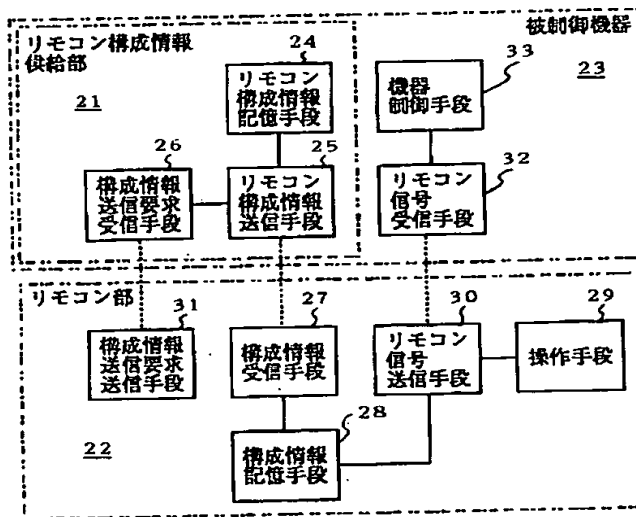 リモコン構成情報
供給部
21
24
リモコン
構成情報
記憶手段
26
構成情報
送信要求
受信手段
25
リモコン
構成情報
送信手段
被制御機器
23
33
機器
制御手段
32
リモコン
信号
受信手段
リモコン部
22
31
構成情報
送信要求
送信手段
27
構成情報
受信手段
28
構成情報
記憶手段
30
リモコン
信号
送信手段
29
操作手段